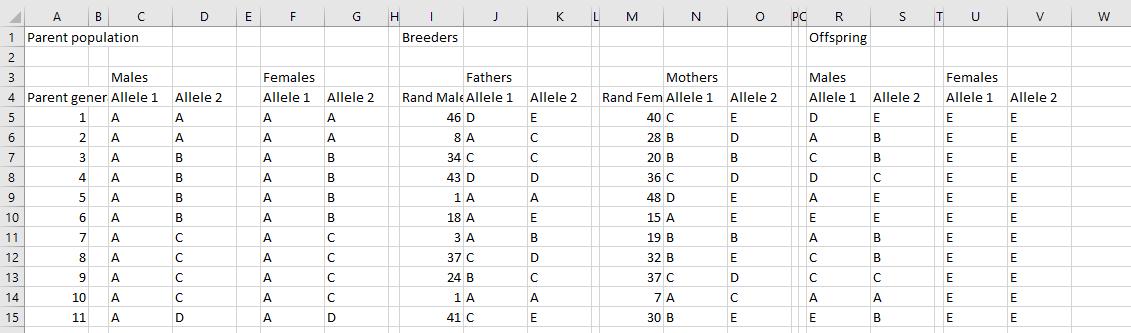 A B C D E F G H I J K L M N O P Q R S T U V W
1 Parent population Breeders Offspring
2
3 Males Females Fathers Mothers Males Females
4 Parent gener Allele 1 Allele 2 Allele 1 Allele 2 Rand Male Allele 1 Allele 2 Rand Fem Allele 1 Allele 2 Allele 1 Allele 2 Allele 1 Allele 2
5 1 A A A A 46 D E 40 C E D E E E
6 2 A A A A 8 A C 28 B D A B E E
7 3 A B A B 34 C C 20 B B C B E E
8 4 A B A B 43 D D 36 C D D C E E
9 5 A B A B 1 A A 48 D E A E E E
10 6 A B A B 18 A E 15 A E E E E E
11 7 A C A C 3 A B 19 B B A B E E
12 8 A C A C 37 C D 32 B E C B E E
13 9 A C A C 24 B C 37 C D C C E E
14 10 A C A C 1 A A 7 A C A A E E
15 11 A D A D 41 C E 30 B E E B E E